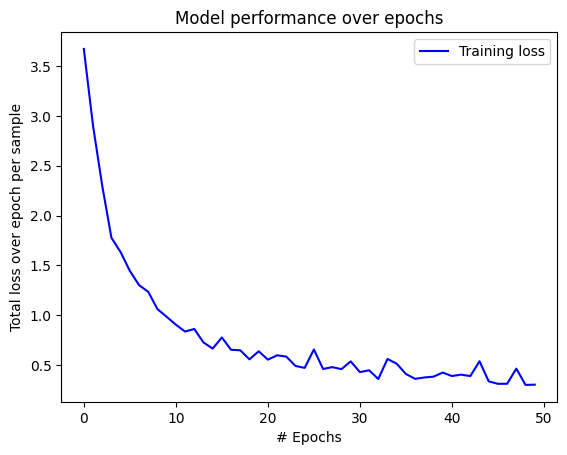 Model performance over epochs
Training loss
Total loss over epoch per sample
3.5
3.0
2.5
2.0
1.5
1.0
0.5
0 10 20 30 40 50
# Epochs